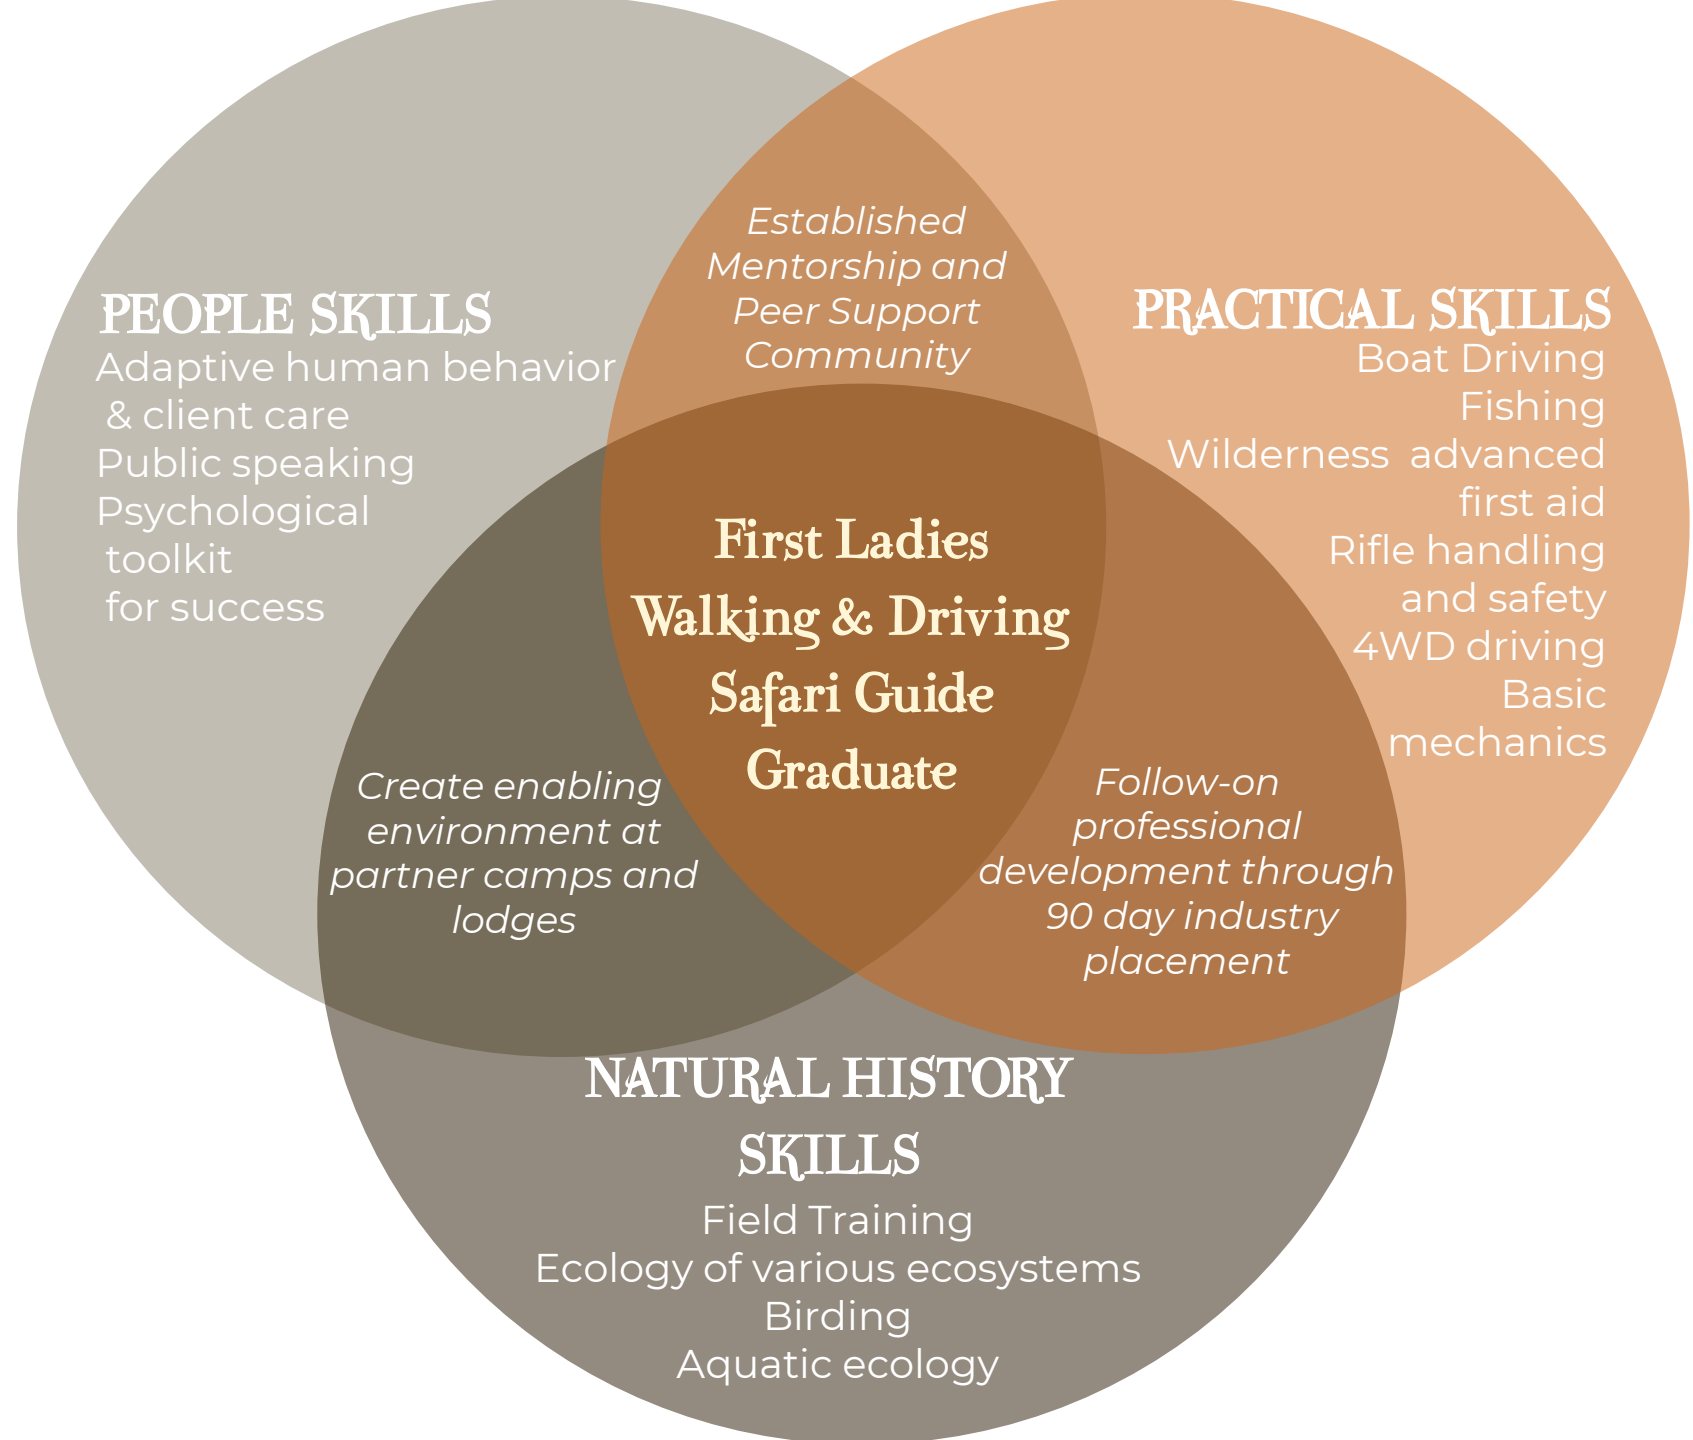 PEOPLE SKILLS
Adaptive human behavior
& client care
Public speaking
Psychological
toolkit
for success
Established
Mentorship and
Peer Support
Community
PRACTICAL SKILLS
Boat Driving
Fishing
Wilderness advanced
first aid
Rifle handling
and safety
4WD driving
Basic
mechanics
First Ladies
Walking & Driving
Safari Guide
Graduate
Create enabling
environment at
partner camps and
lodges
Follow-on
professional
development through
90 day industry
placement
NATURAL HISTORY
SKILLS
Field Training
Ecology of various ecosystems
Birding
Aquatic ecology